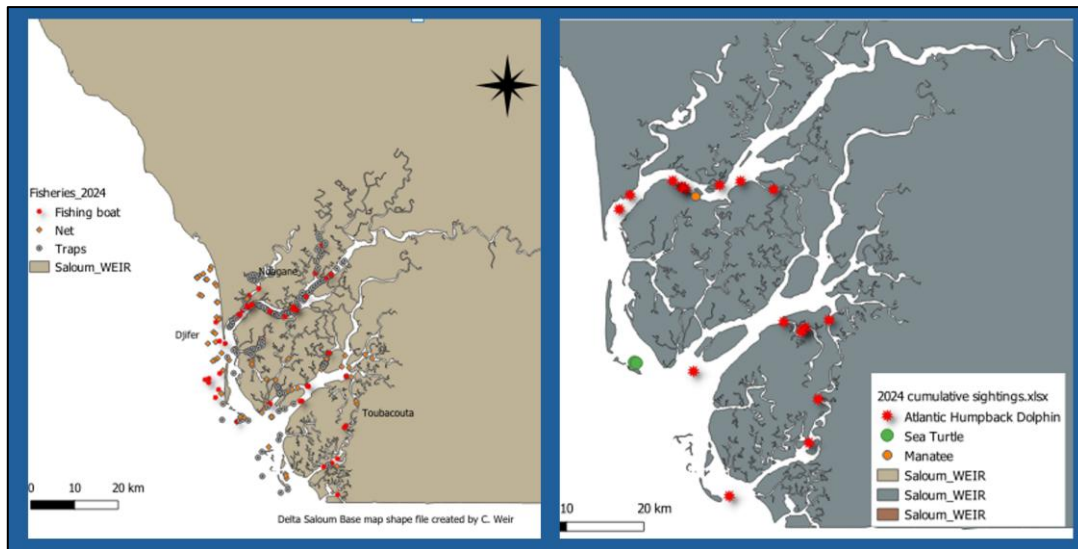 Fisheries_2024
Fishing boat
Net
Traps
Saloum_WEIR
Ndangane
Djifer
Toubacouta
0 10 20 km
Delta Saloum Base map shape file created by C. Weir
2024 cumulative sightings.xlsx
Atlantic Humpback Dolphin
Sea Turtle
Manatee
Saloum_WEIR
Saloum_WEIR
Saloum_WEIR
10 20 km